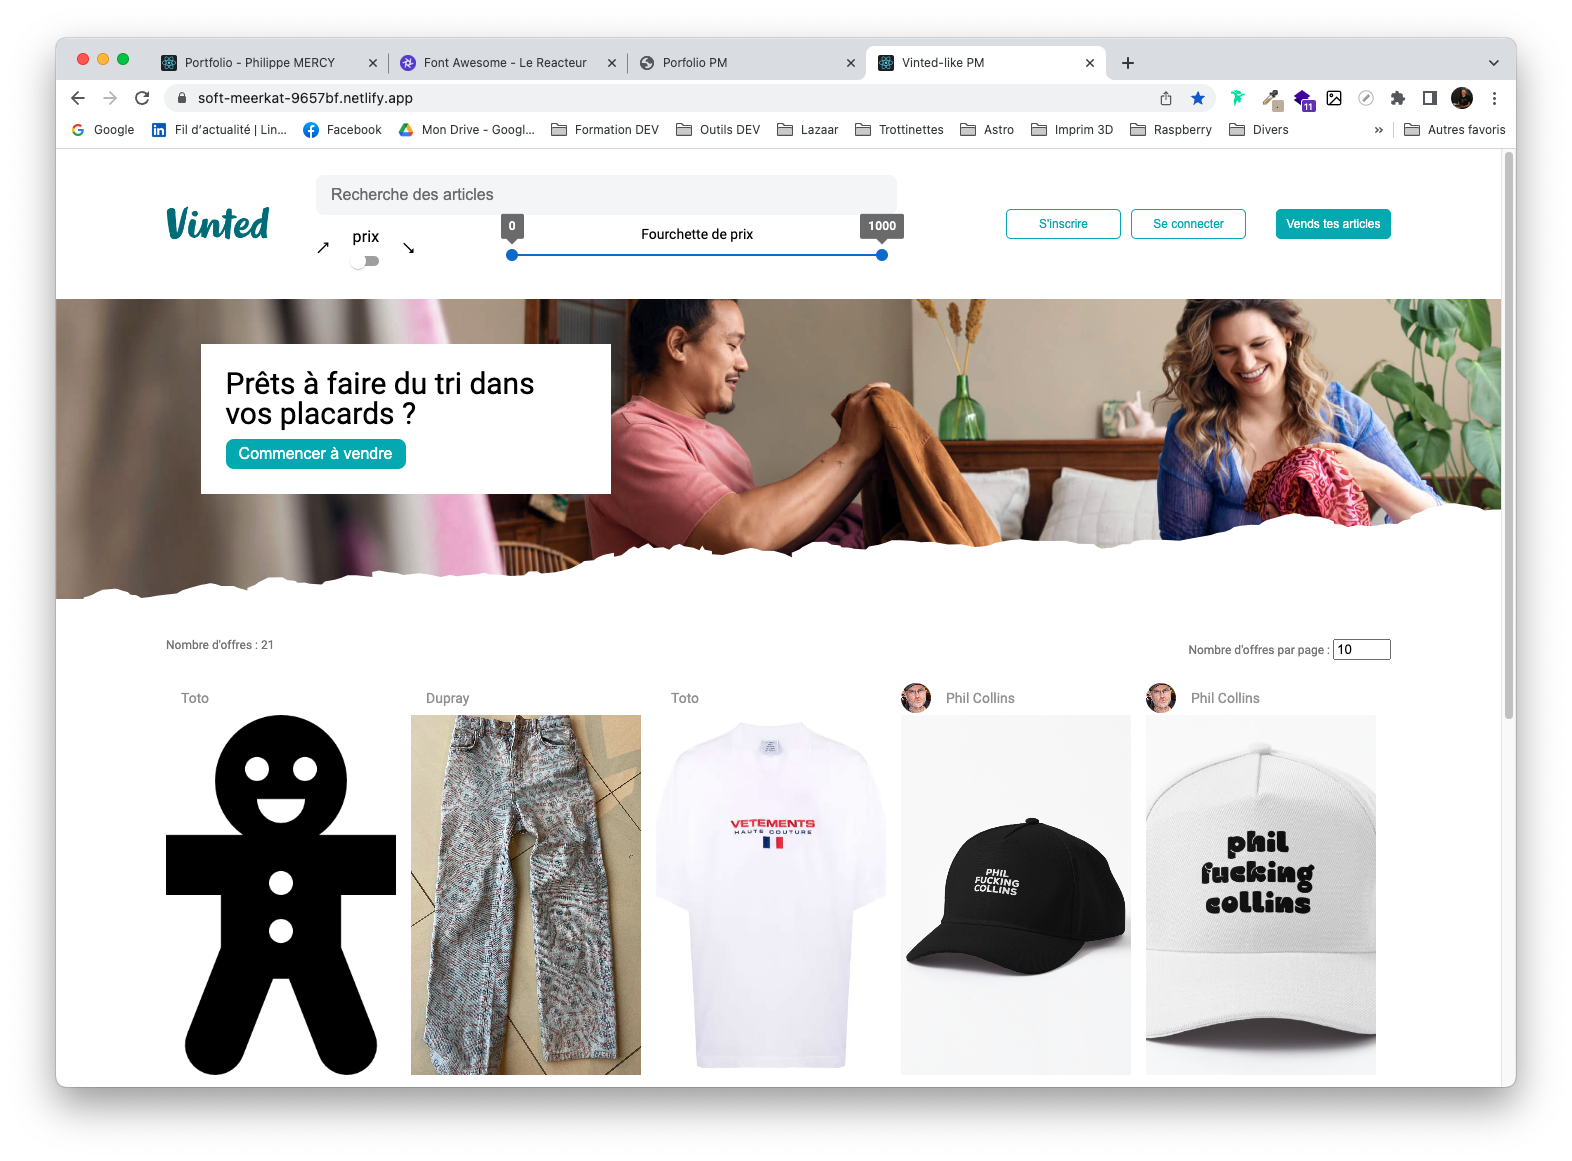 Portfolio - Philippe MERCY
Font Awesome - Le Reacteur
Porfolio PM
Vinted-like PM
soft-meerkat-9657bf.netlify.app
11
Google
Fil d'actualité | Lin...
Facebook
Mon Drive - Googl...
Formation DEV
Outils DEV
Lazaar
Trottinettes
Astro
Imprim 3D
Raspberry
Divers
»
Autres favoris
Vinted
Recherche des articles
prix
0
Fourchette de prix
1000
S'inscrire
Se connecter
Vends tes articles
Prêts à faire du tri dans
vos placards ?
Commencer à vendre
Nombre d'offres : 21
Nombre d'offres par page : 10
Toto
Dupray
Toto
Phil Collins
Phil Collins
VETEMENTS
HAUTE COUTURE
PHIL
FUCKING
COLLINS
phil
fucking
collins